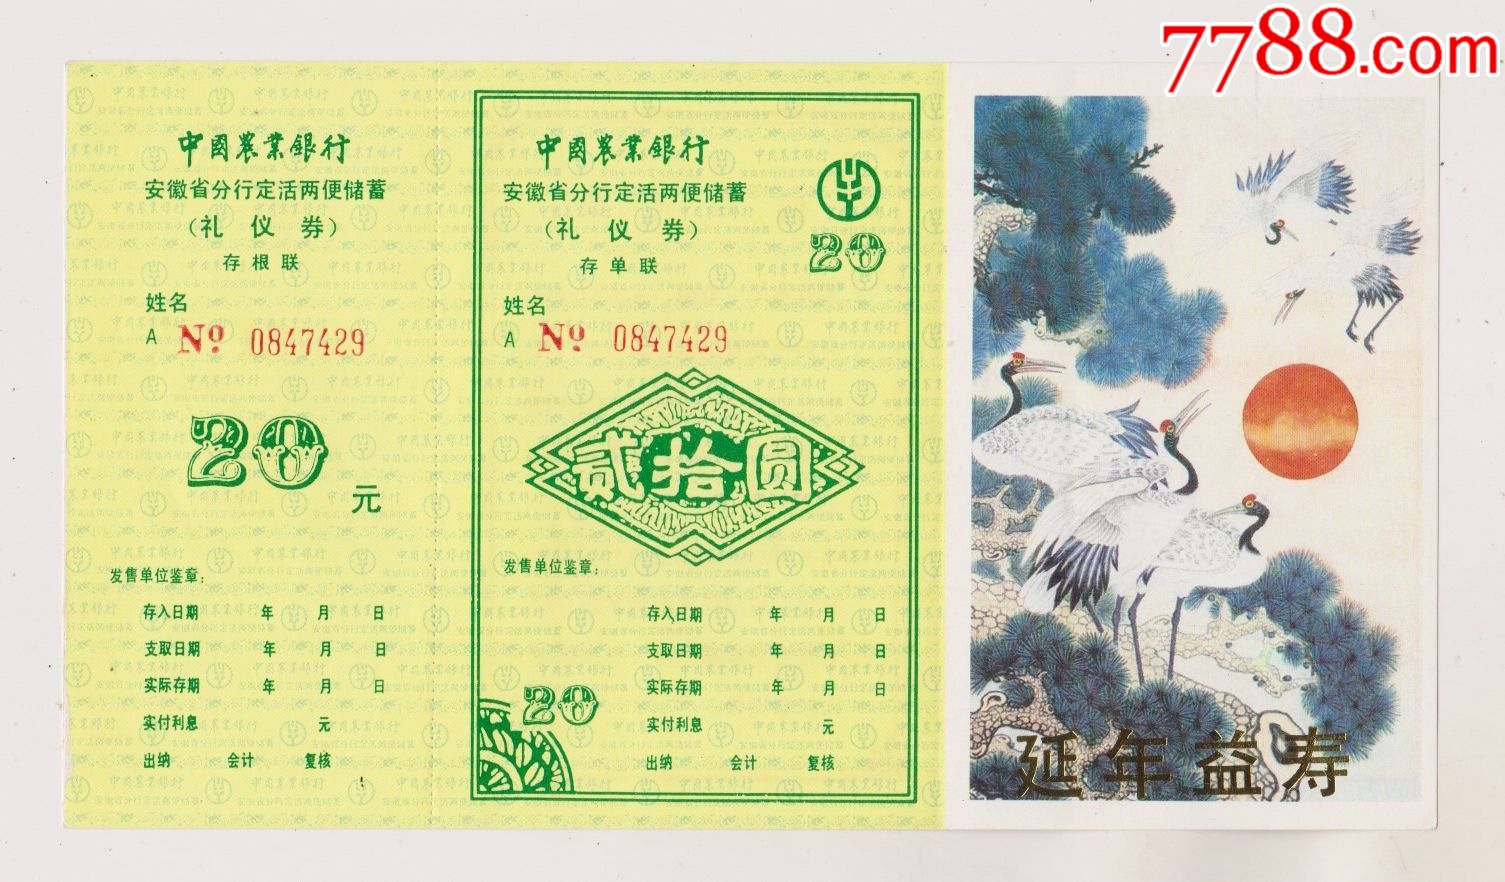 7788.com
中國农業銀行
安徽省分行定活两便储蓄
（礼 仪 券）
存 根 联
姓名
A № 0847429
20 元
发售单位鉴章：
存入日期 年 月 日
支取日期 年 月 日
实际存期 年 月 日
实付利息 元
出纳 会计 复核
中國农業銀行
安徽省分行定活两便储蓄
（礼 仪 券）
存 单 联
20
姓名
A № 0847429
贰拾圆
发售单位鉴章：
存入日期 年 月 日
支取日期 年 月 日
实际存期 年 月 日
20
实付利息 元
出纳 会计 复核
延年益寿